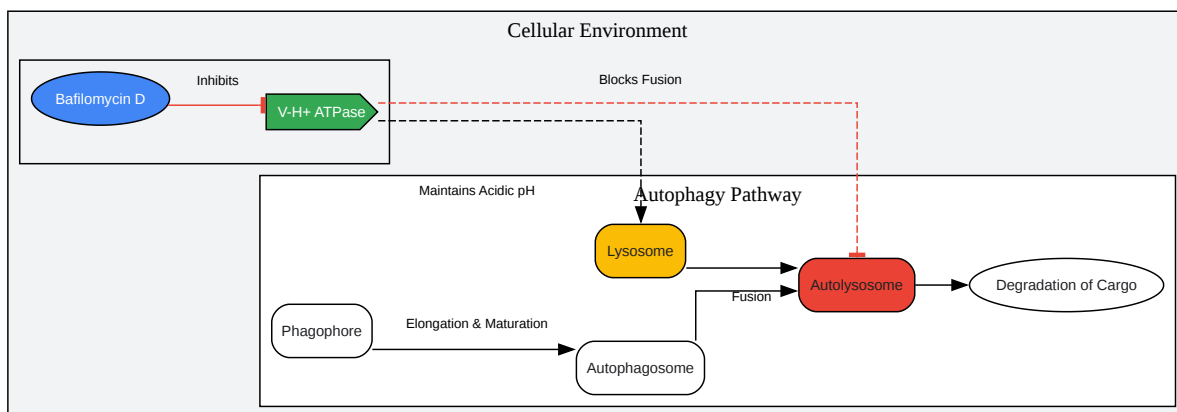 Cellular Environment
Inhibits
Blocks Fusion
Bafilomycin D
V-H+ ATPase
Maintains Acidic pH
Autophagy Pathway
Lysosome
Autolysosome
Degradation of Cargo
Fusion
Phagophore
Elongation & Maturation
Autophagosome